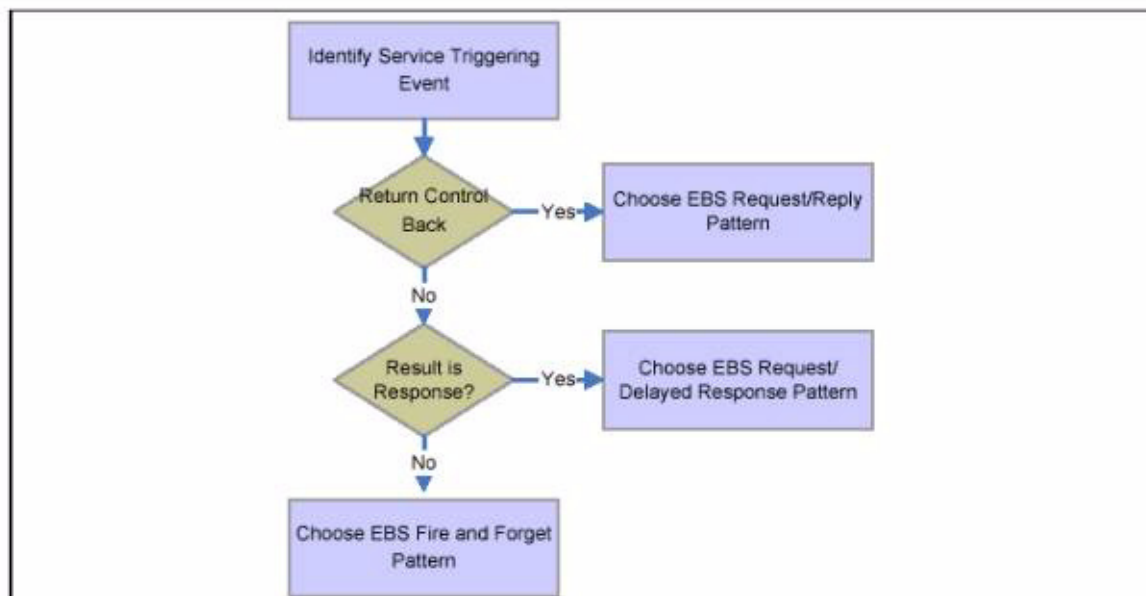 Identify Service Triggering
Event
Return Control
Back
Yes
Choose EBS Request/Reply
Pattern
No
Result is
Response?
Yes
Choose EBS Request/
Delayed Response Pattern
No
Choose EBS Fire and Forget
Pattern